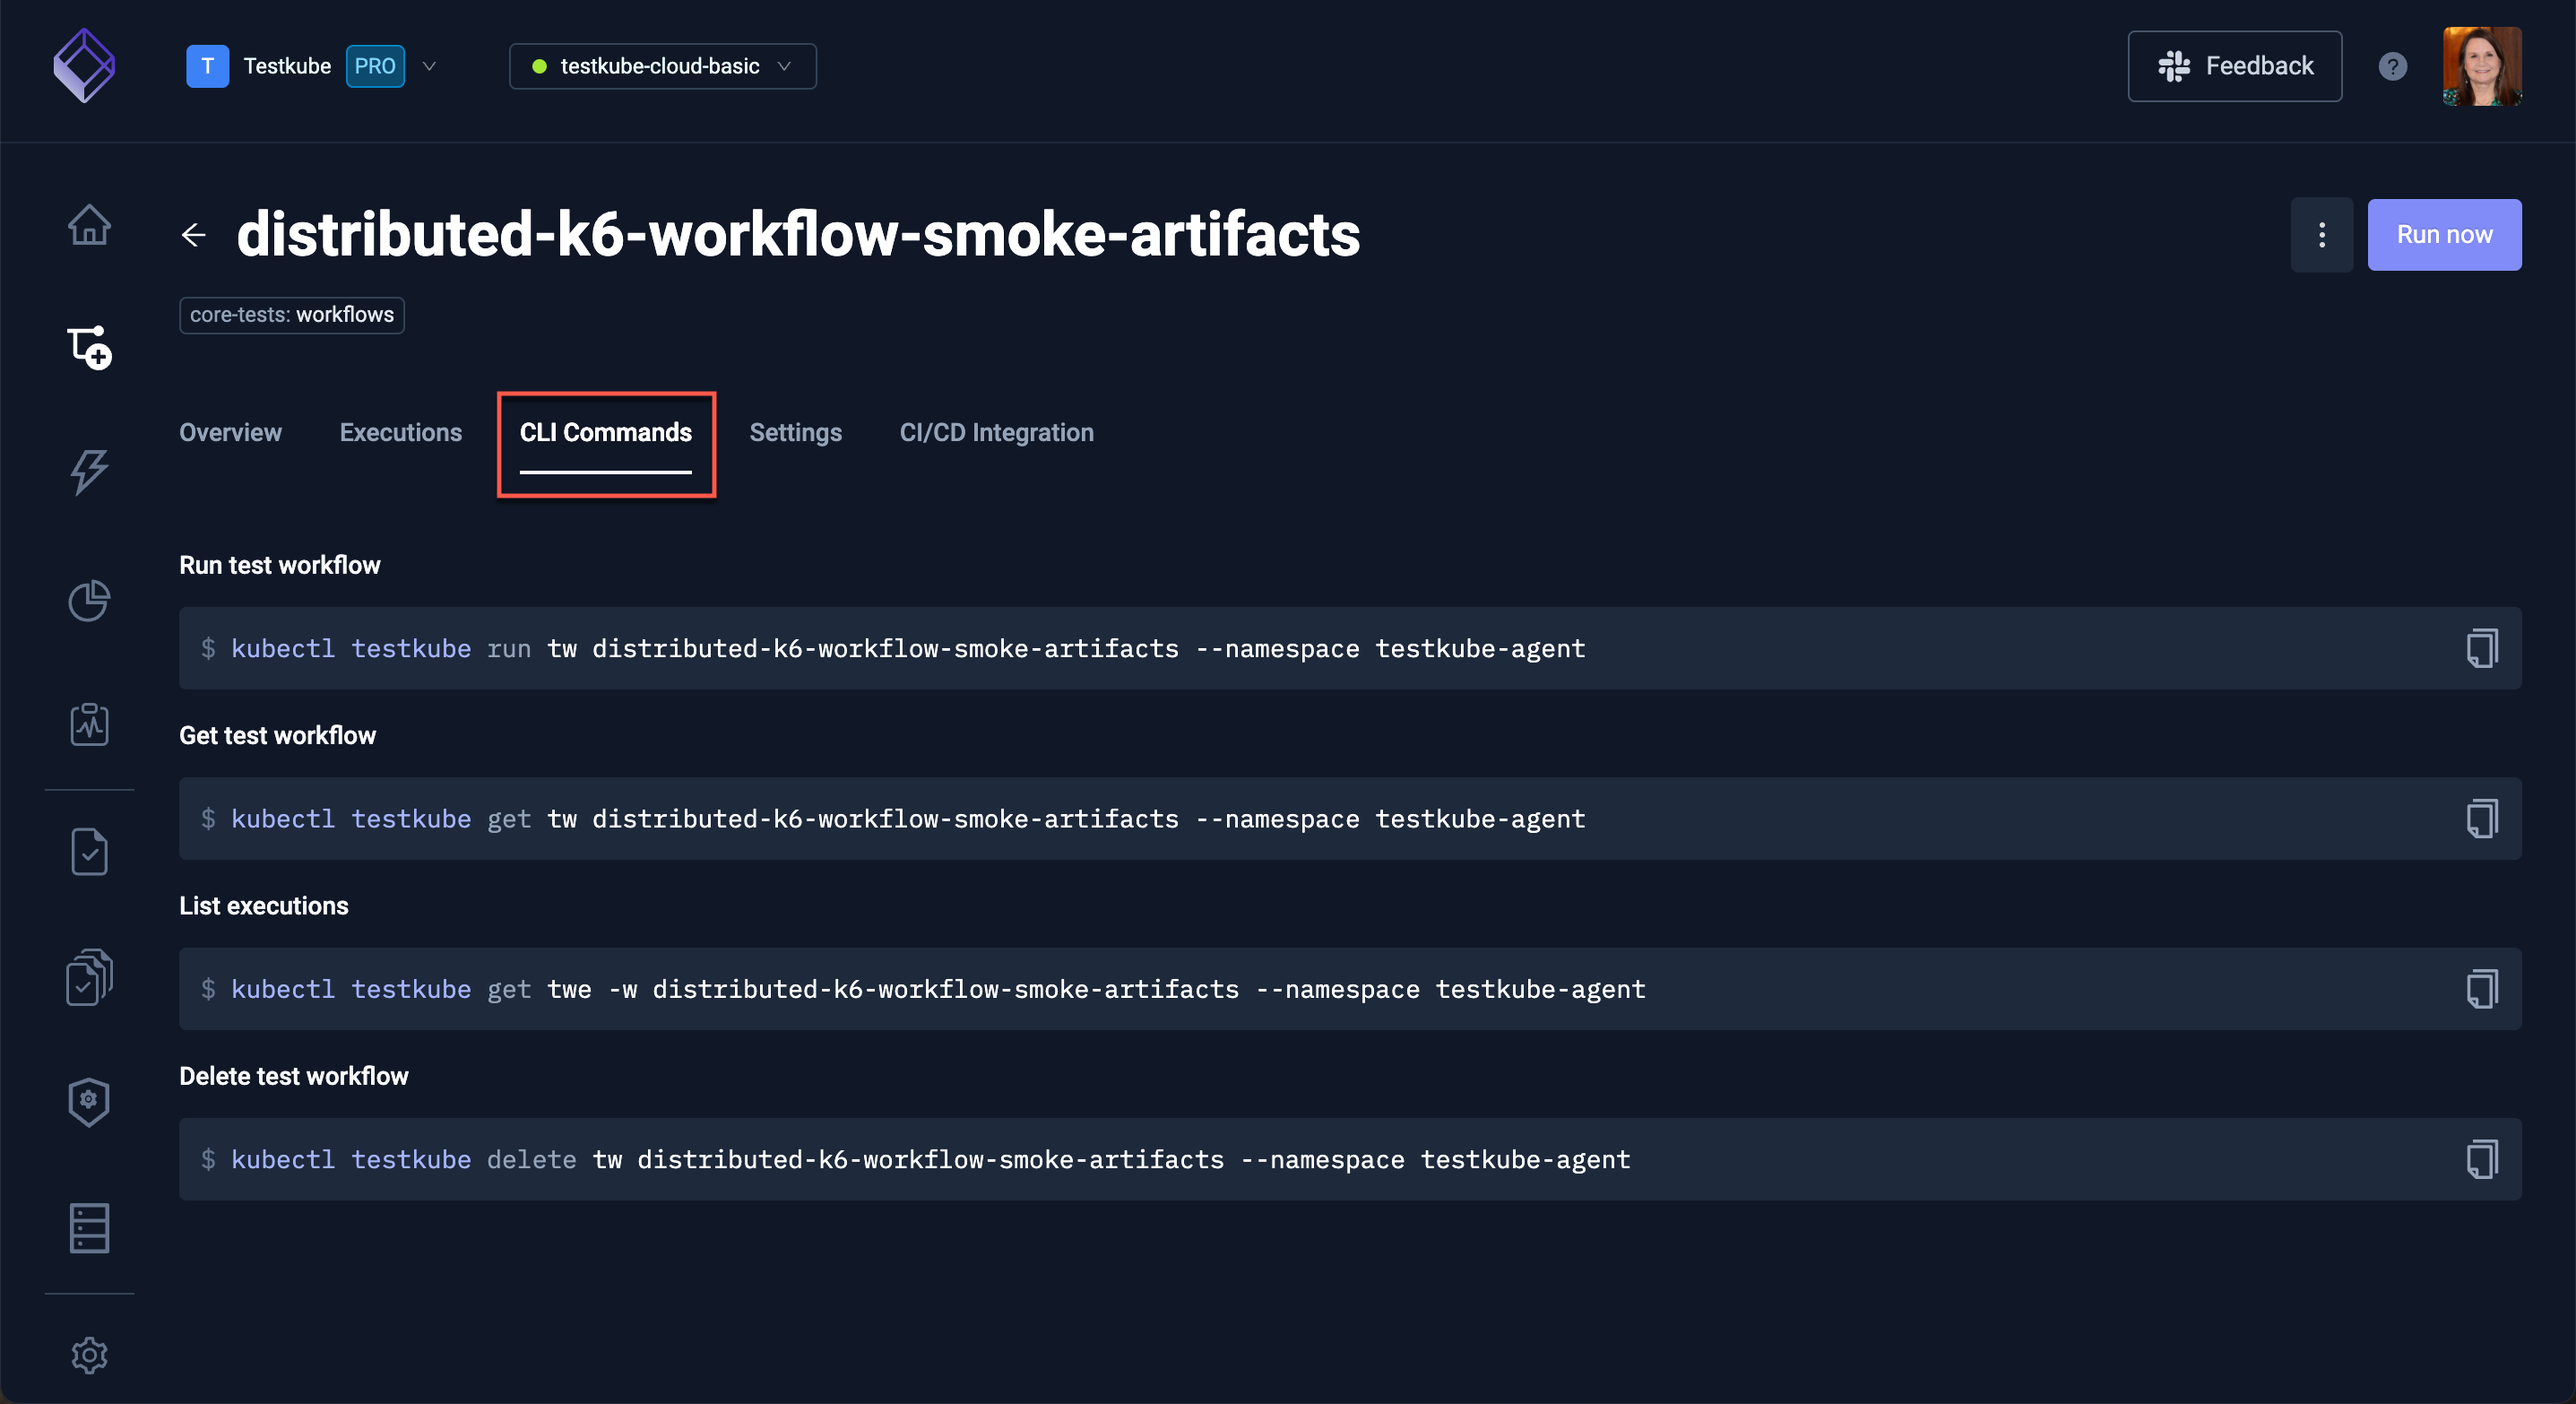 T Testkube PRO testkube-cloud-basic Feedback ?
distributed-k6-workflow-smoke-artifacts Run now
core-tests: workflows
Overview Executions CLI Commands Settings CI/CD Integration
Run test workflow
$ kubectl testkube run tw distributed-k6-workflow-smoke-artifacts --namespace testkube-agent
Get test workflow
$ kubectl testkube get tw distributed-k6-workflow-smoke-artifacts --namespace testkube-agent
List executions
$ kubectl testkube get twe -w distributed-k6-workflow-smoke-artifacts --namespace testkube-agent
Delete test workflow
$ kubectl testkube delete tw distributed-k6-workflow-smoke-artifacts --namespace testkube-agent